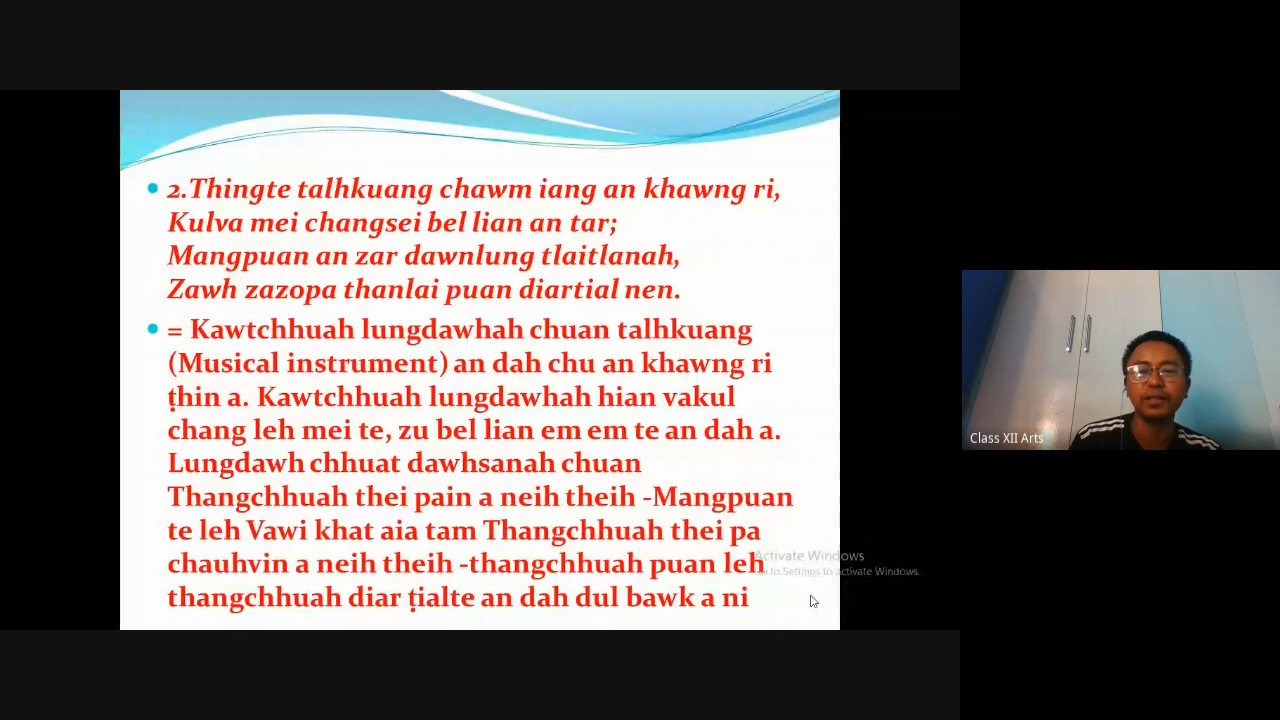 2.Thingte talhkuang chawm iang an khawng ri,
Kulva mei changsei bel lian an tar;
Mangpuan an zar dawnlung tlaitlanah,
Zawh zazopa thanlai puan diartial nen.
= Kawtchhuah lungdawhah chuan talhkuang
(Musical instrument) an dah chu an khawng ri
ṭhin a. Kawtchhuah lungdawhah hian vakul
chang leh mei te, zu bel lian em em te an dah a.
Lungdawh chhuat dawhsanah chuan
Thangchhuah thei pain a neih theih -Mangpuan
te leh Vawi khat aia tam Thangchhuah thei pa
chauhvin a neih theih -thangchhuah puan leh
thangchhuah diar ṭialte an dah dul bawk a ni
Activate Windows
Go to Settings to activate Windows.
Class XII Arts